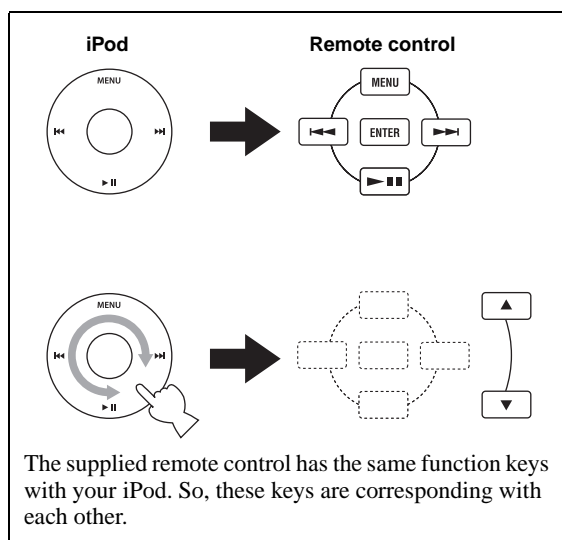 iPod
Remote control
MENU
MENU
ENTER
MENU
The supplied remote control has the same function keys
with your iPod. So, these keys are corresponding with
each other.